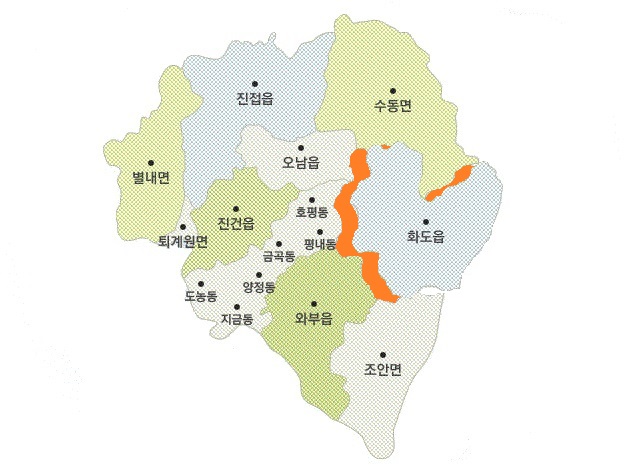 진접읍
수동면
오남읍
별내면
호평동
진건읍
화도읍
퇴계원면
평내동
금곡동
양정동
도농동
지금동
와부읍
조안면